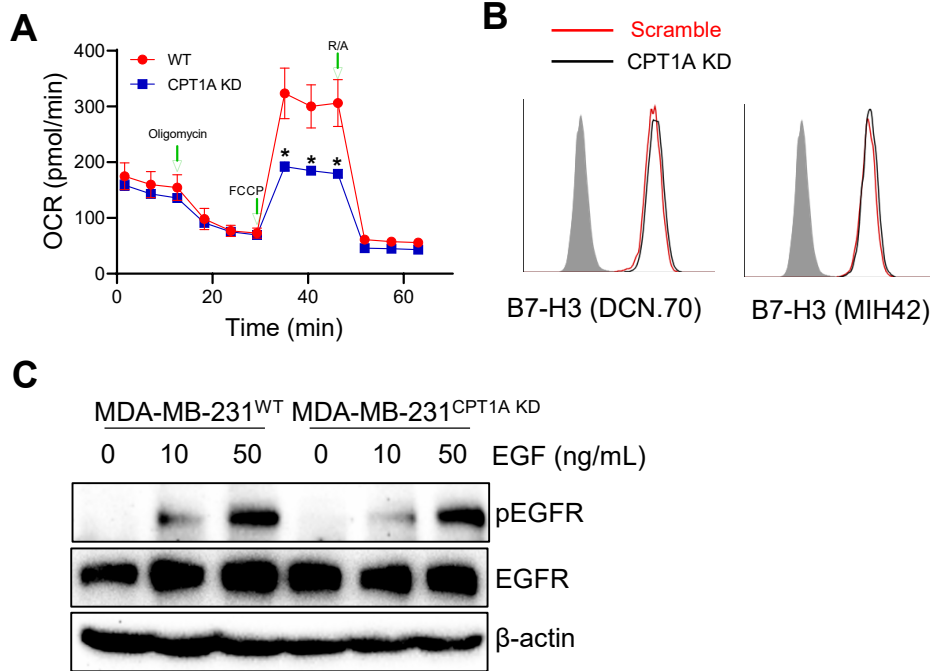 A
WT
CPT1A KD
OCR (pmol/min)
400
300
200
100
0
Oligomycin
FCCP
R/A
* * *
0 20 40 60
Time (min)
B
Scramble
CPT1A KD
B7-H3 (DCN.70)
B7-H3 (MIH42)
C
MDA-MB-231WT MDA-MB-231CPT1A KD
0 10 50 0 10 50 EGF (ng/mL)
pEGFR
EGFR
β-actin